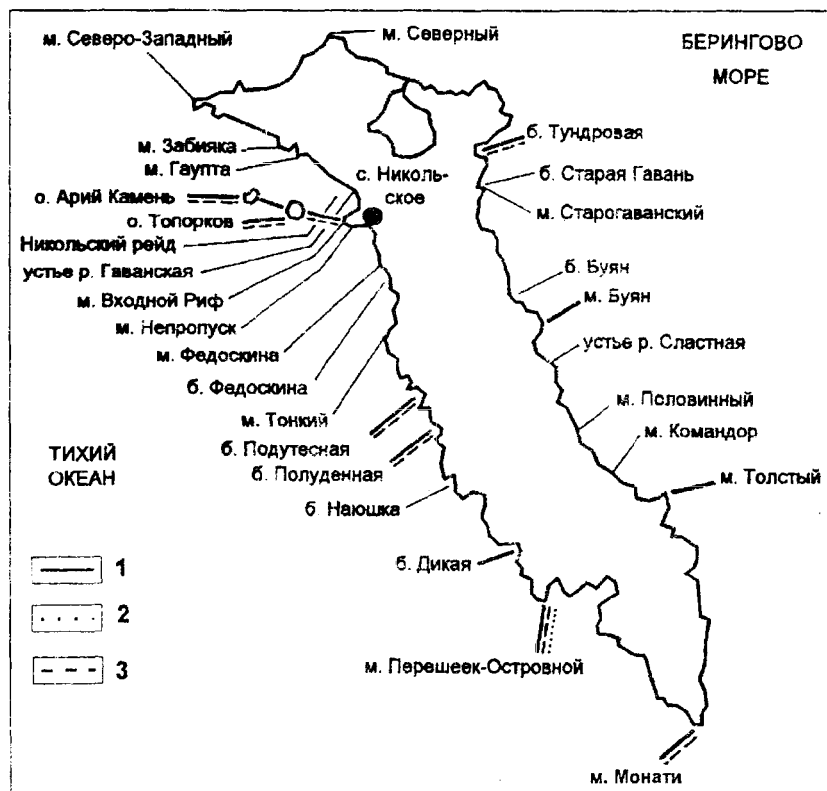 м. Северо-Западный
м. Северный
БЕРИНГОВО
МОРЕ
м. Забияка
м. Гаупта
с. Николь-
ское
б. Тундровая
о. Арий Камень
б. Старая Гавань
о. Топорков
м. Старогаванский
Никольский рейд
устье р. Гаванская
б. Буян
м. Входной Риф
м. Буян
м. Непропуск
устье р. Сластная
м. Федоскина
б. Федоскина
м. Половинный
м. Тонкий
м. Командор
б. Подутесная
ТИХИЙ
ОКЕАН
б. Полуденная
м. Толстый
б. Наюшка
б. Дикая
1
2
3
м. Перешеек-Островной
м. Монати